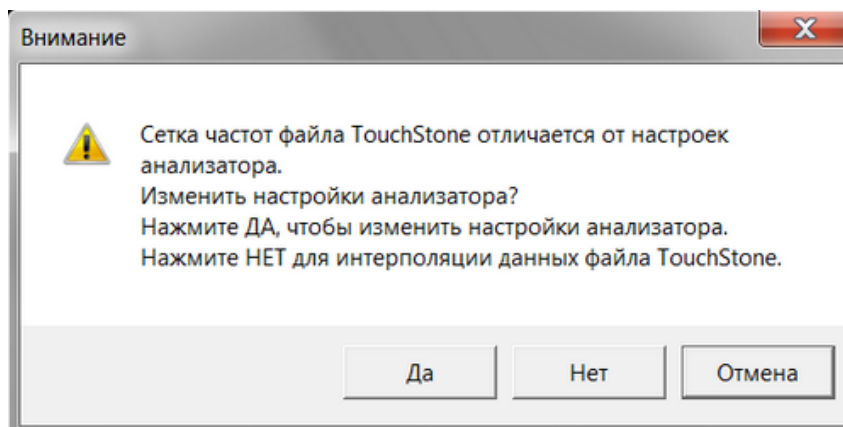 Внимание
Сетка частот файла TouchStone отличается от настроек
анализатора.
Изменить настройки анализатора?
Нажмите ДА, чтобы изменить настройки анализатора.
Нажмите НЕТ для интерполяции данных файла TouchStone.
Да Нет Отмена